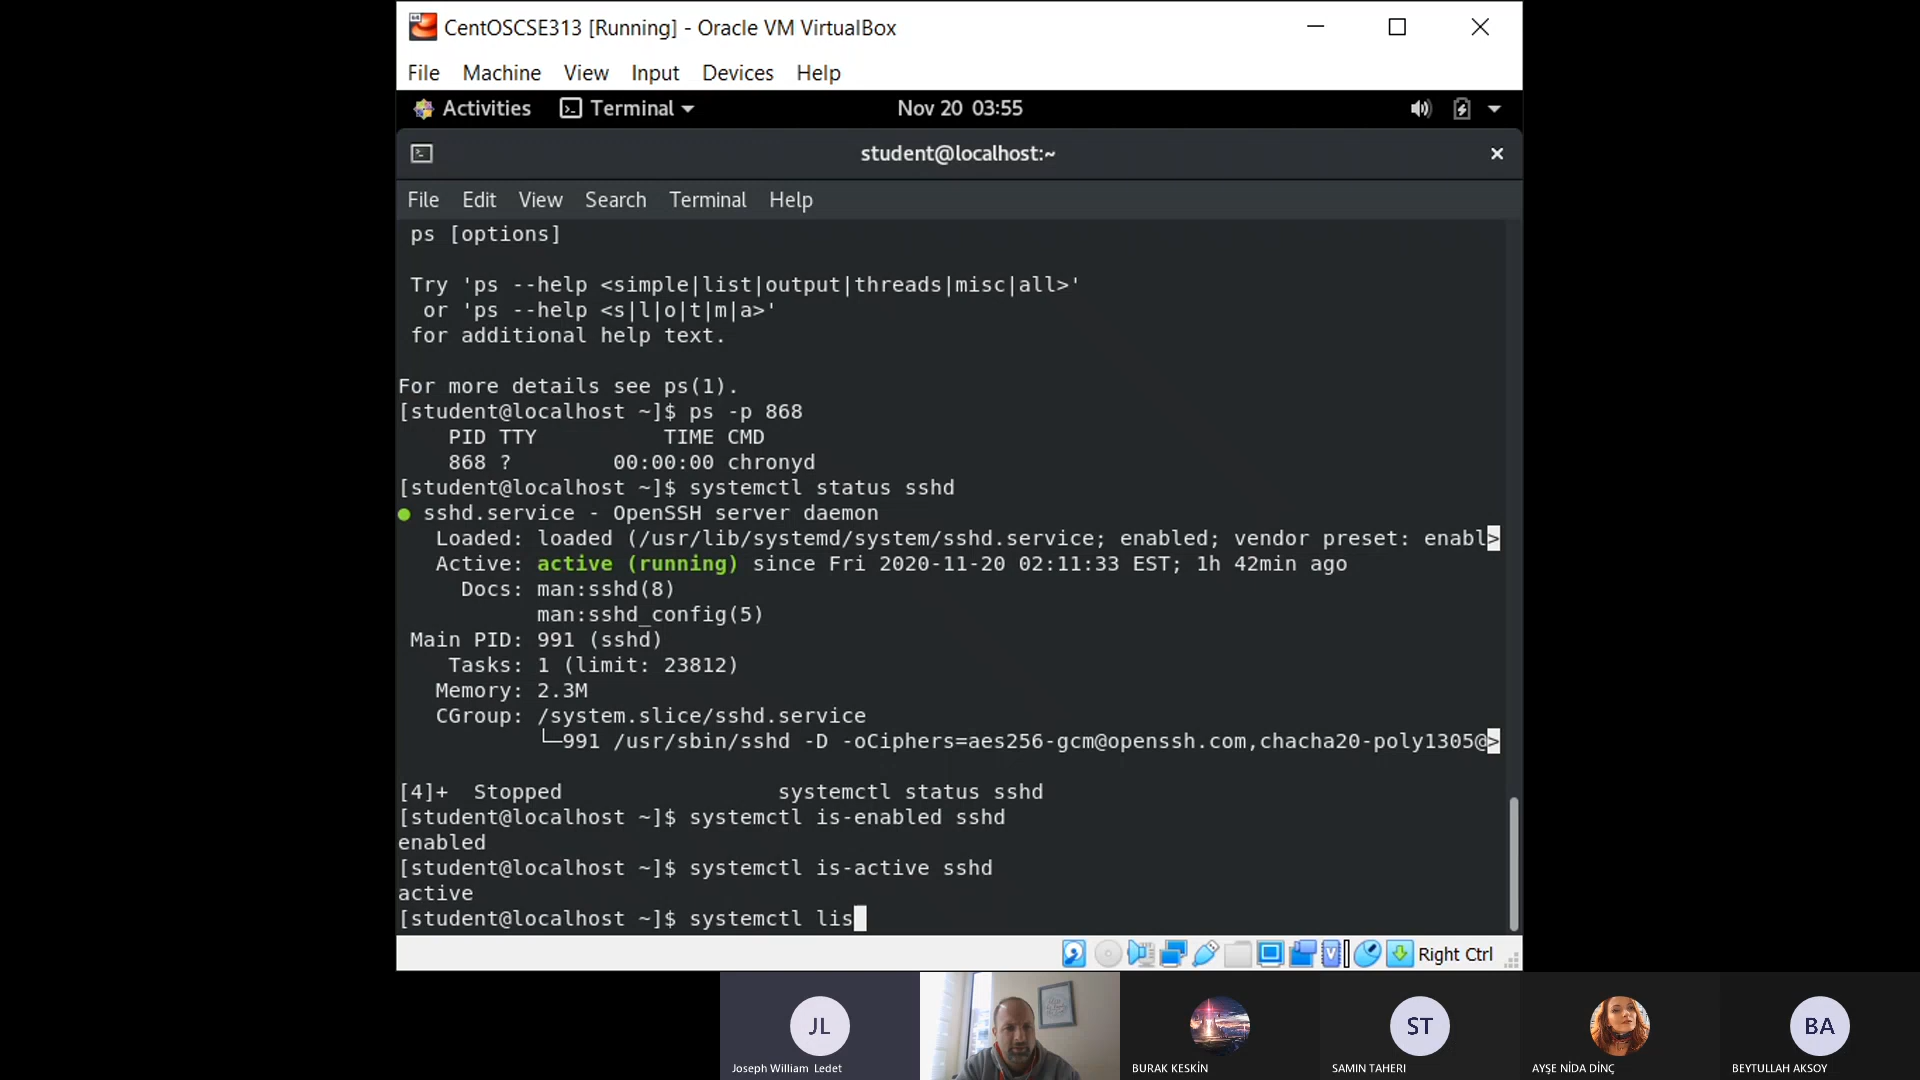 CentOSCSE313 [Running] - Oracle VM VirtualBox
File Machine View Input Devices Help
Activities Terminal Nov 20 03:55
student@localhost:~
File Edit View Search Terminal Help
ps [options]
Try 'ps --help <simple|list|output|threads|misc|all>'
or 'ps --help <s|l|o|t|m|a>'
for additional help text.
For more details see ps(1).
[student@localhost ~]$ ps -p 868
PID TTY TIME CMD
868 ? 00:00:00 chronyd
[student@localhost ~]$ systemctl status sshd
● sshd.service - OpenSSH server daemon
Loaded: loaded (/usr/lib/systemd/system/sshd.service; enabled; vendor preset: enabl>
Active: active (running) since Fri 2020-11-20 02:11:33 EST; 1h 42min ago
Docs: man:sshd(8)
man:sshd_config(5)
Main PID: 991 (sshd)
Tasks: 1 (limit: 23812)
Memory: 2.3M
CGroup: /system.slice/sshd.service
└─991 /usr/sbin/sshd -D -oCiphers=aes256-gcm@openssh.com,chacha20-poly1305@>
[4]+ Stopped systemctl status sshd
[student@localhost ~]$ systemctl is-enabled sshd
enabled
[student@localhost ~]$ systemctl is-active sshd
active
[student@localhost ~]$ systemctl lis
Right Ctrl
JL ST BA
Joseph William Ledet BURAK KESKİN SAMIN TAHERI AYŞE NİDA DİNÇ BEYTULLAH AKSOY